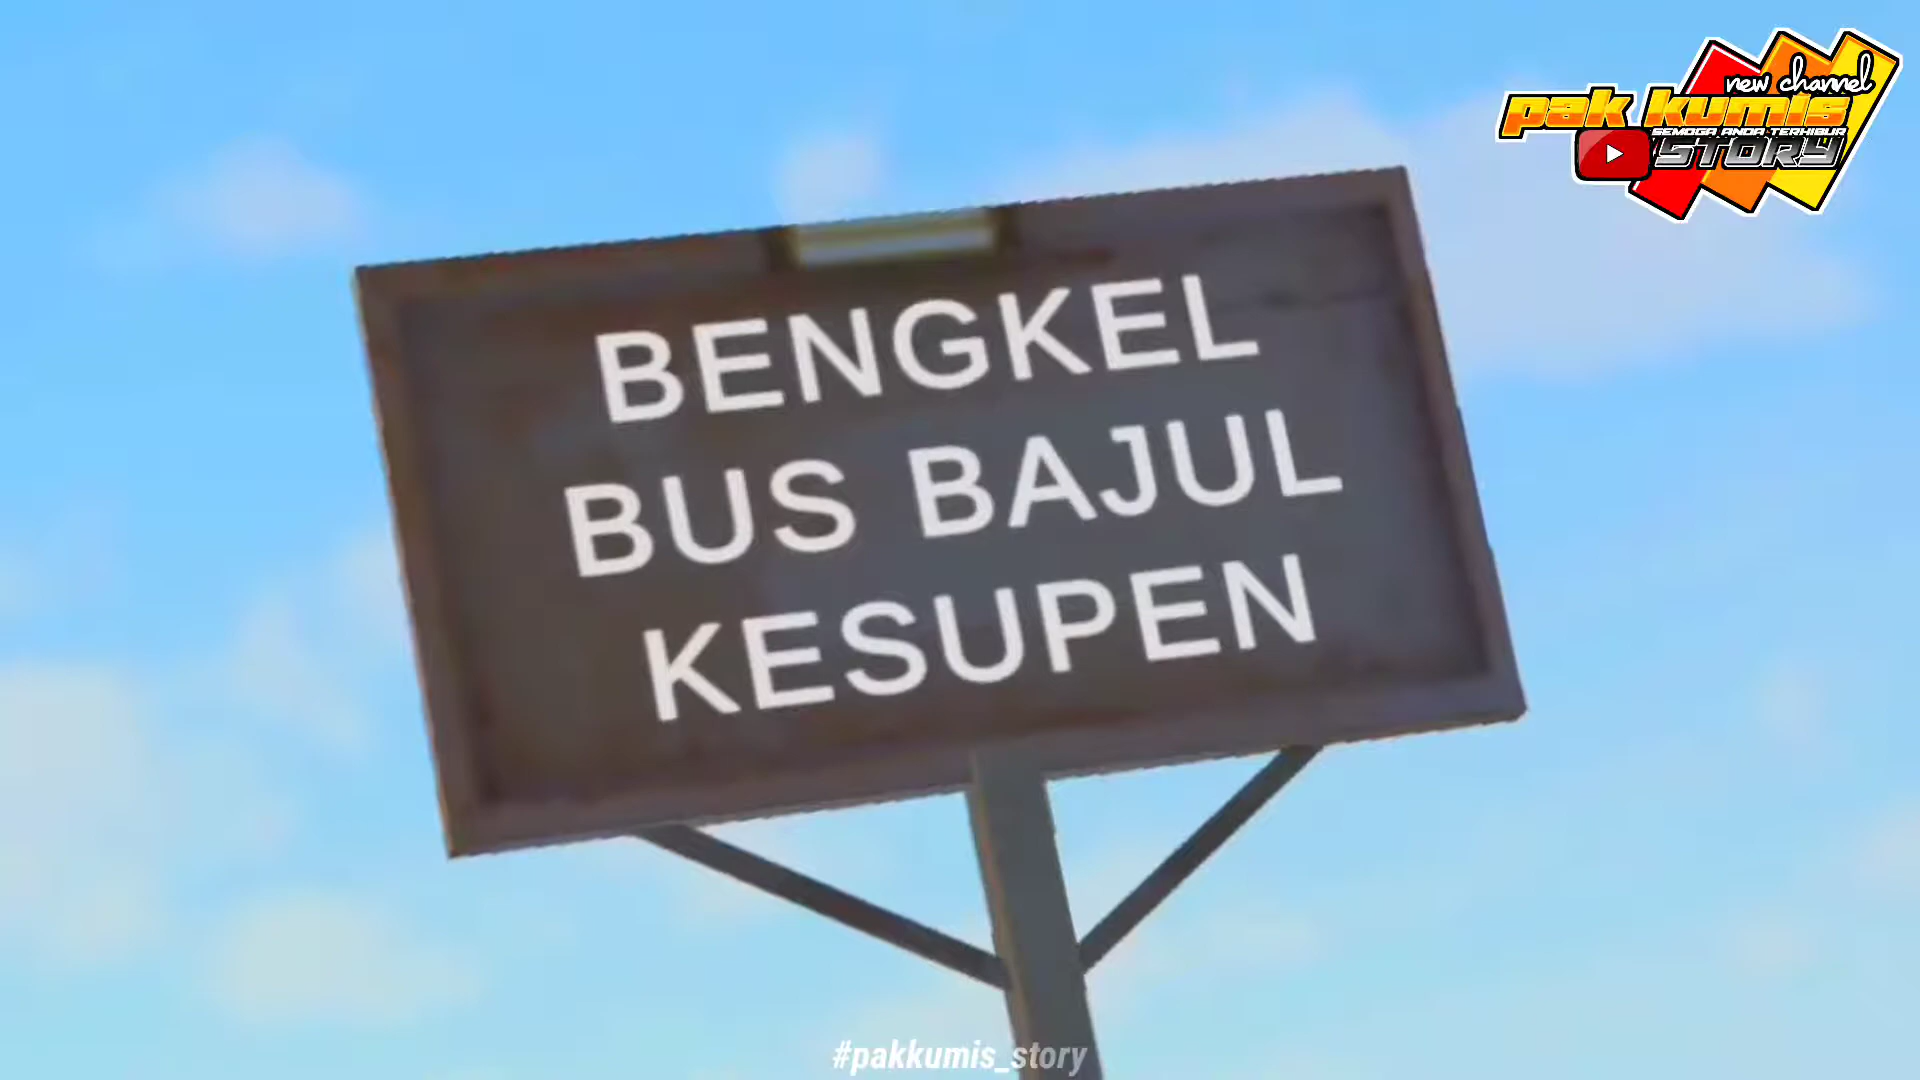 new channel
pak kumis
SEMOGA ANDA TERHIBUR
STORY
BENGKEL
BUS BAJUL
KESUPEN
#pakkumis_story